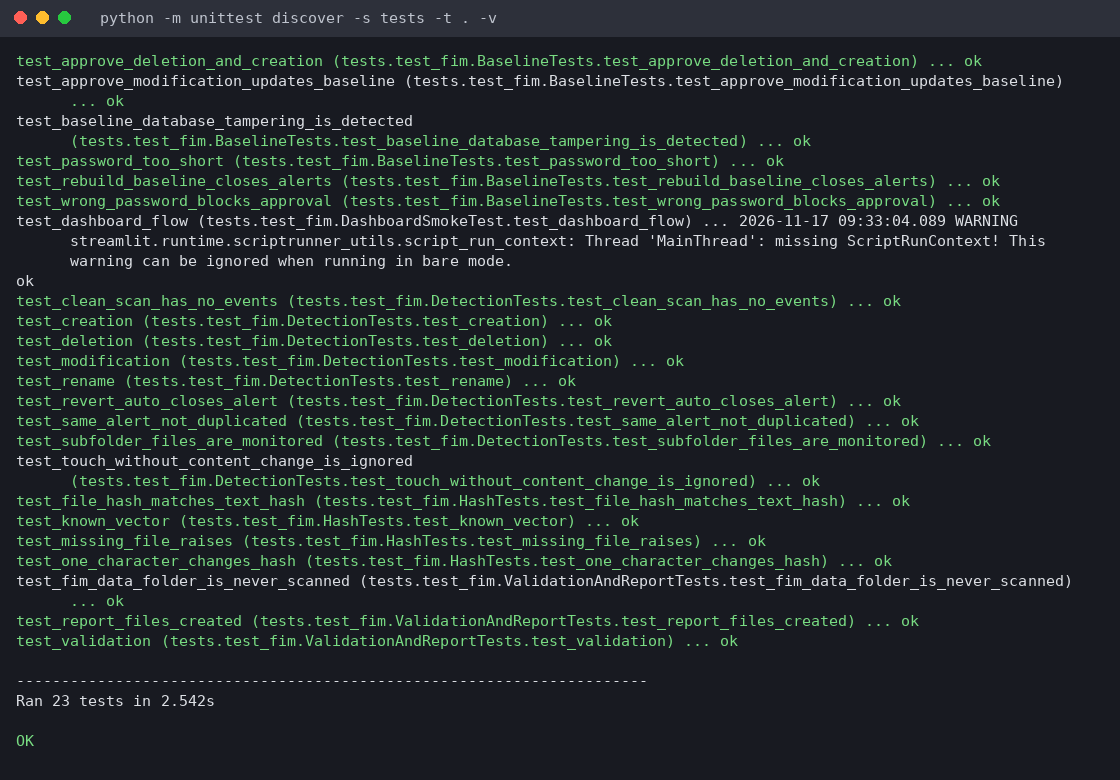 python -m unittest discover -s tests -t . -v
test_approve_deletion_and_creation (tests.test_fim.BaselineTests.test_approve_deletion_and_creation) ... ok
test_approve_modification_updates_baseline (tests.test_fim.BaselineTests.test_approve_modification_updates_baseline)
... ok
test_baseline_database_tampering_is_detected
(tests.test_fim.BaselineTests.test_baseline_database_tampering_is_detected) ... ok
test_password_too_short (tests.test_fim.BaselineTests.test_password_too_short) ... ok
test_rebuild_baseline_closes_alerts (tests.test_fim.BaselineTests.test_rebuild_baseline_closes_alerts) ... ok
test_wrong_password_blocks_approval (tests.test_fim.BaselineTests.test_wrong_password_blocks_approval) ... ok
test_dashboard_flow (tests.test_fim.DashboardSmokeTest.test_dashboard_flow) ... 2026-11-17 09:33:04.089 WARNING
streamlit.runtime.scriptrunner_utils.script_run_context: Thread 'MainThread': missing ScriptRunContext! This
warning can be ignored when running in bare mode.
ok
test_clean_scan_has_no_events (tests.test_fim.DetectionTests.test_clean_scan_has_no_events) ... ok
test_creation (tests.test_fim.DetectionTests.test_creation) ... ok
test_deletion (tests.test_fim.DetectionTests.test_deletion) ... ok
test_modification (tests.test_fim.DetectionTests.test_modification) ... ok
test_rename (tests.test_fim.DetectionTests.test_rename) ... ok
test_revert_auto_closes_alert (tests.test_fim.DetectionTests.test_revert_auto_closes_alert) ... ok
test_same_alert_not_duplicated (tests.test_fim.DetectionTests.test_same_alert_not_duplicated) ... ok
test_subfolder_files_are_monitored (tests.test_fim.DetectionTests.test_subfolder_files_are_monitored) ... ok
test_touch_without_content_change_is_ignored
(tests.test_fim.DetectionTests.test_touch_without_content_change_is_ignored) ... ok
test_file_hash_matches_text_hash (tests.test_fim.HashTests.test_file_hash_matches_text_hash) ... ok
test_known_vector (tests.test_fim.HashTests.test_known_vector) ... ok
test_missing_file_raises (tests.test_fim.HashTests.test_missing_file_raises) ... ok
test_one_character_changes_hash (tests.test_fim.HashTests.test_one_character_changes_hash) ... ok
test_fim_data_folder_is_never_scanned (tests.test_fim.ValidationAndReportTests.test_fim_data_folder_is_never_scanned)
... ok
test_report_files_created (tests.test_fim.ValidationAndReportTests.test_report_files_created) ... ok
test_validation (tests.test_fim.ValidationAndReportTests.test_validation) ... ok
----------------------------------------------------------------------
Ran 23 tests in 2.542s
OK